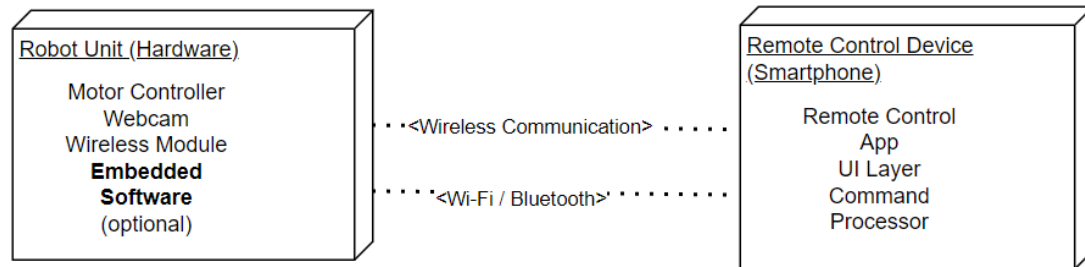 Robot Unit (Hardware)
Motor Controller
Webcam
Wireless Module
Embedded
Software
(optional)
<Wireless Communication>
<Wi-Fi / Bluetooth>
Remote Control Device
(Smartphone)
Remote Control
App
UI Layer
Command
Processor